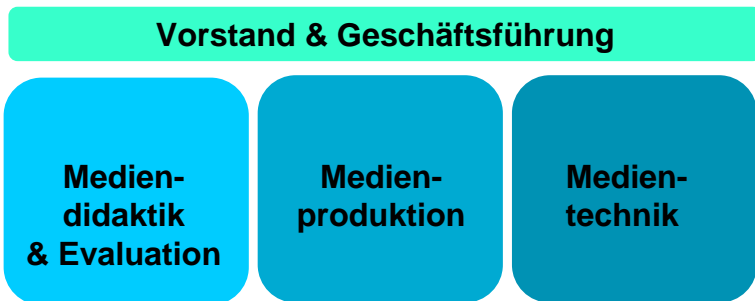 Vorstand & Geschäftsführung
Medien-
didaktik
& Evaluation
Medien-
produktion
Medien-
technik